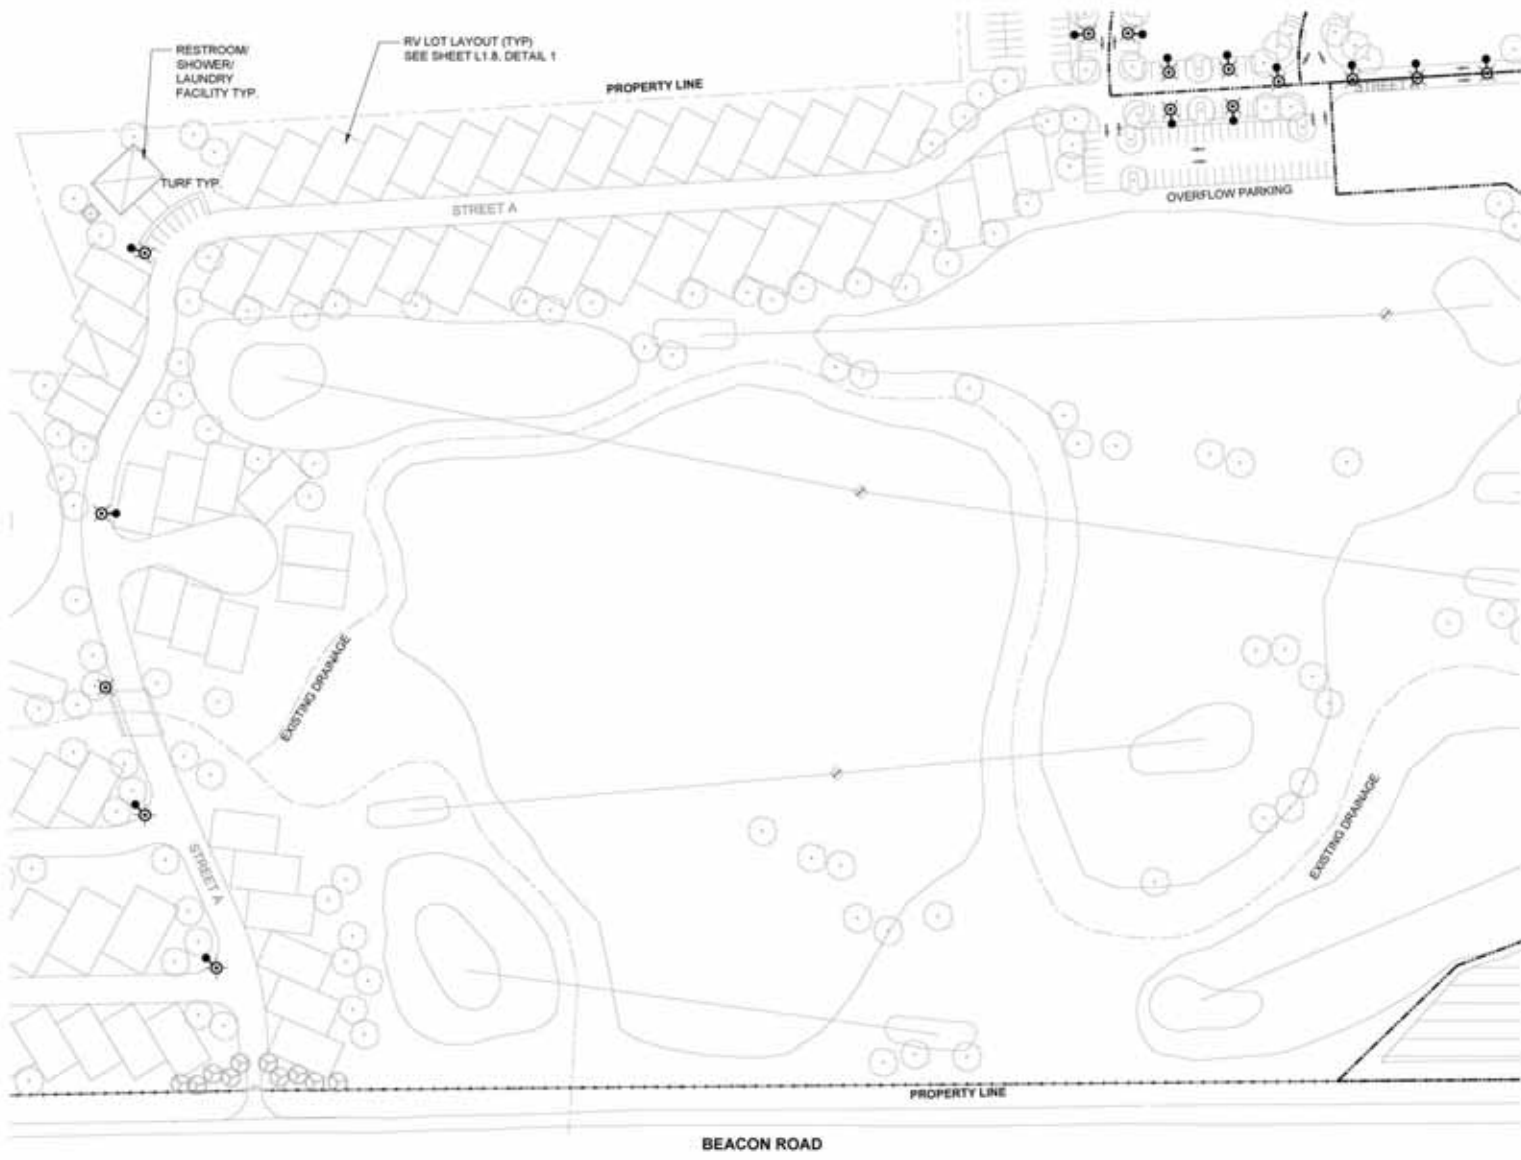 RESTROOM/
SHOWER/
LAUNDRY
FACILITY TYP.
RV LOT LAYOUT (TYP)
SEE SHEET L1.8, DETAIL 1
PROPERTY LINE
STREET A
TURF TYP.
STREET A
OVERFLOW PARKING
EXISTING DRAINAGE
EXISTING DRAINAGE
STREET A
PROPERTY LINE
BEACON ROAD